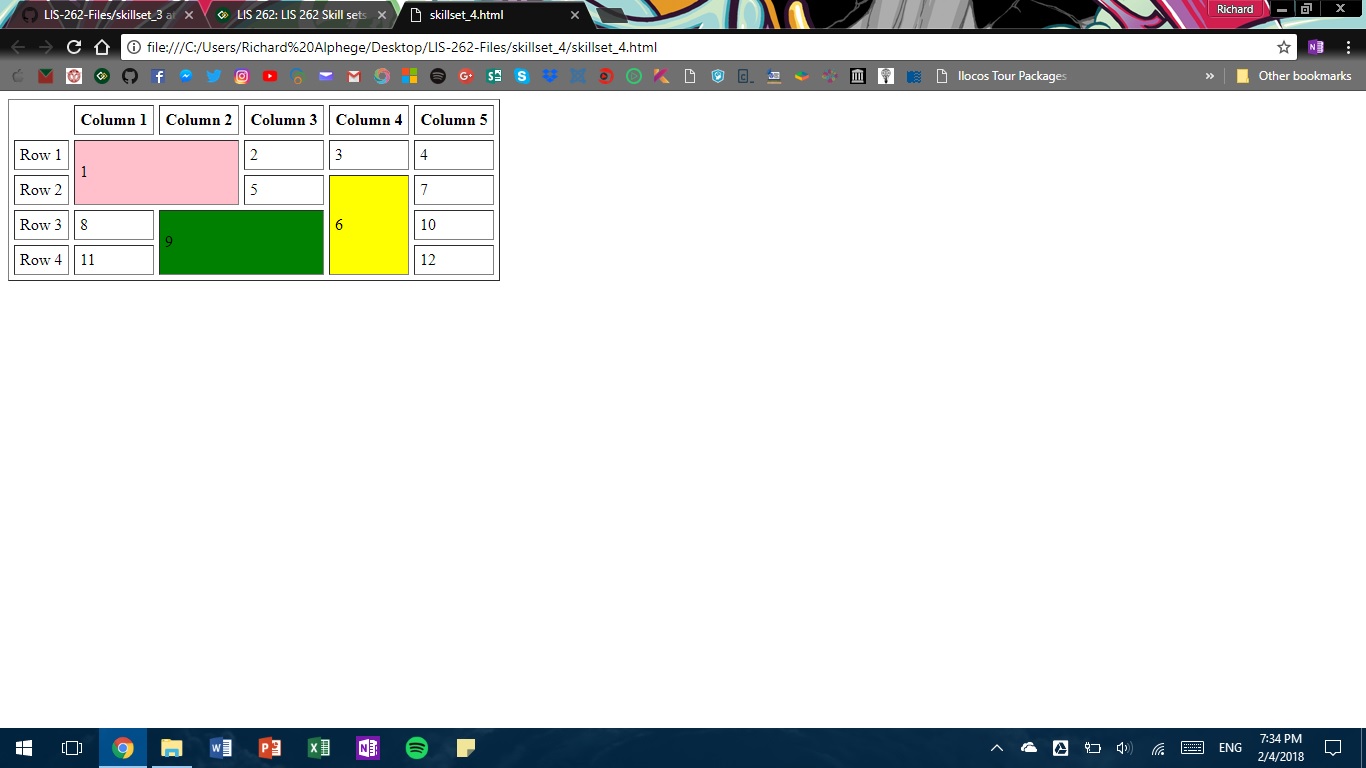 LIS-262-Files/skillset_3 at
LIS 262: LIS 262 Skill sets
skillset_4.html
Richard
file:///C:/Users/Richard%20Alphege/Desktop/LIS-262-Files/skillset_4/skillset_4.html
Ilocos Tour Packages
» Other bookmarks
Column 1 Column 2 Column 3 Column 4 Column 5
Row 1 1 2 3 4
Row 2 5 6 7
Row 3 8 9 10
Row 4 11 12
ENG
7:34 PM
2/4/2018